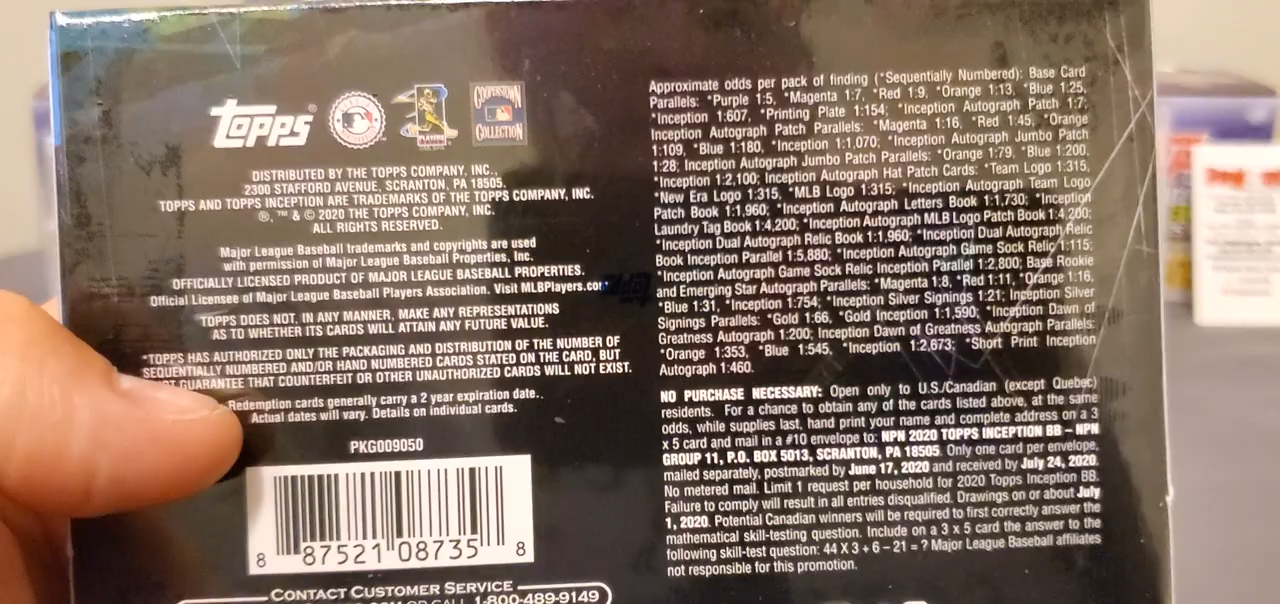 Topps®
COOPERSTOWN
COLLECTION
DISTRIBUTED BY THE TOPPS COMPANY, INC.,
2300 STAFFORD AVENUE, SCRANTON, PA 18505.
TOPPS AND TOPPS INCEPTION ARE TRADEMARKS OF THE TOPPS COMPANY, INC.
®, ™ & © 2020 THE TOPPS COMPANY, INC.
ALL RIGHTS RESERVED.
Major League Baseball trademarks and copyrights are used
with permission of Major League Baseball Properties, Inc.
OFFICIALLY LICENSED PRODUCT OF MAJOR LEAGUE BASEBALL PROPERTIES.
Official Licensee of Major League Baseball Players Association. Visit MLBPlayers.com
TOPPS DOES NOT, IN ANY MANNER, MAKE ANY REPRESENTATIONS
AS TO WHETHER ITS CARDS WILL ATTAIN ANY FUTURE VALUE.
*TOPPS HAS AUTHORIZED ONLY THE PACKAGING AND DISTRIBUTION OF THE NUMBER OF
SEQUENTIALLY NUMBERED AND/OR HAND NUMBERED CARDS STATED ON THE CARD, BUT
GUARANTEE THAT COUNTERFEIT OR OTHER UNAUTHORIZED CARDS WILL NOT EXIST.
Redemption cards generally carry a 2 year expiration date.
Actual dates will vary. Details on individual cards.
PKG009050
8 87521 08735 8
CONTACT CUSTOMER SERVICE
OR CALL 1-800-489-9149
Approximate odds per pack of finding (*Sequentially Numbered): Base Card
Parallels: *Purple 1:5, *Magenta 1:7, *Red 1:9, *Orange 1:13, *Blue 1:25,
*Inception 1:607, *Printing Plate 1:154; *Inception Autograph Patch 1:7;
Inception Autograph Patch Parallels: *Magenta 1:16, *Red 1:45, *Orange
1:109, *Blue 1:180, *Inception 1:1,070; *Inception Autograph Jumbo Patch
1:28; Inception Autograph Jumbo Patch Parallels: *Orange 1:79, *Blue 1:200,
*Inception 1:2,100; Inception Autograph Hat Patch Cards: *Team Logo 1:315,
*New Era Logo 1:315, *MLB Logo 1:315; *Inception Autograph Team Logo
Patch Book 1:1,960; *Inception Autograph Letters Book 1:1,730; *Inception
Laundry Tag Book 1:4,200; *Inception Autograph MLB Logo Patch Book 1:4,200;
*Inception Dual Autograph Relic Book 1:1,960; *Inception Dual Autograph Relic
Book Inception Parallel 1:5,880; *Inception Autograph Game Sock Relic 1:115;
*Inception Autograph Game Sock Relic Inception Parallel 1:2,800; Base Rookie
and Emerging Star Autograph Parallels: *Magenta 1:8, *Red 1:11, *Orange 1:16,
*Blue 1:31, *Inception 1:754; *Inception Silver Signings 1:21; Inception Silver
Signings Parallels: *Gold 1:66, *Gold Inception 1:1,590; *Inception Dawn of
Greatness Autograph 1:200; Inception Dawn of Greatness Autograph Parallels:
*Orange 1:353, *Blue 1:545, *Inception 1:2,673; *Short Print Inception
Autograph 1:460.
NO PURCHASE NECESSARY: Open only to U.S./Canadian (except Quebec)
residents. For a chance to obtain any of the cards listed above, at the same
odds, while supplies last, hand print your name and complete address on a 3
x 5 card and mail in a #10 envelope to: NPN 2020 TOPPS INCEPTION BB – NPN
GROUP 11, P.O. BOX 5013, SCRANTON, PA 18505. Only one card per envelope,
mailed separately, postmarked by June 17, 2020 and received by July 24, 2020.
No metered mail. Limit 1 request per household for 2020 Topps Inception BB.
Failure to comply will result in all entries disqualified. Drawings on or about July
1, 2020. Potential Canadian winners will be required to first correctly answer the
mathematical skill-testing question. Include on a 3 x 5 card the answer to the
following skill-test question: 44 X 3 + 6 – 21 = ? Major League Baseball affiliates
not responsible for this promotion.